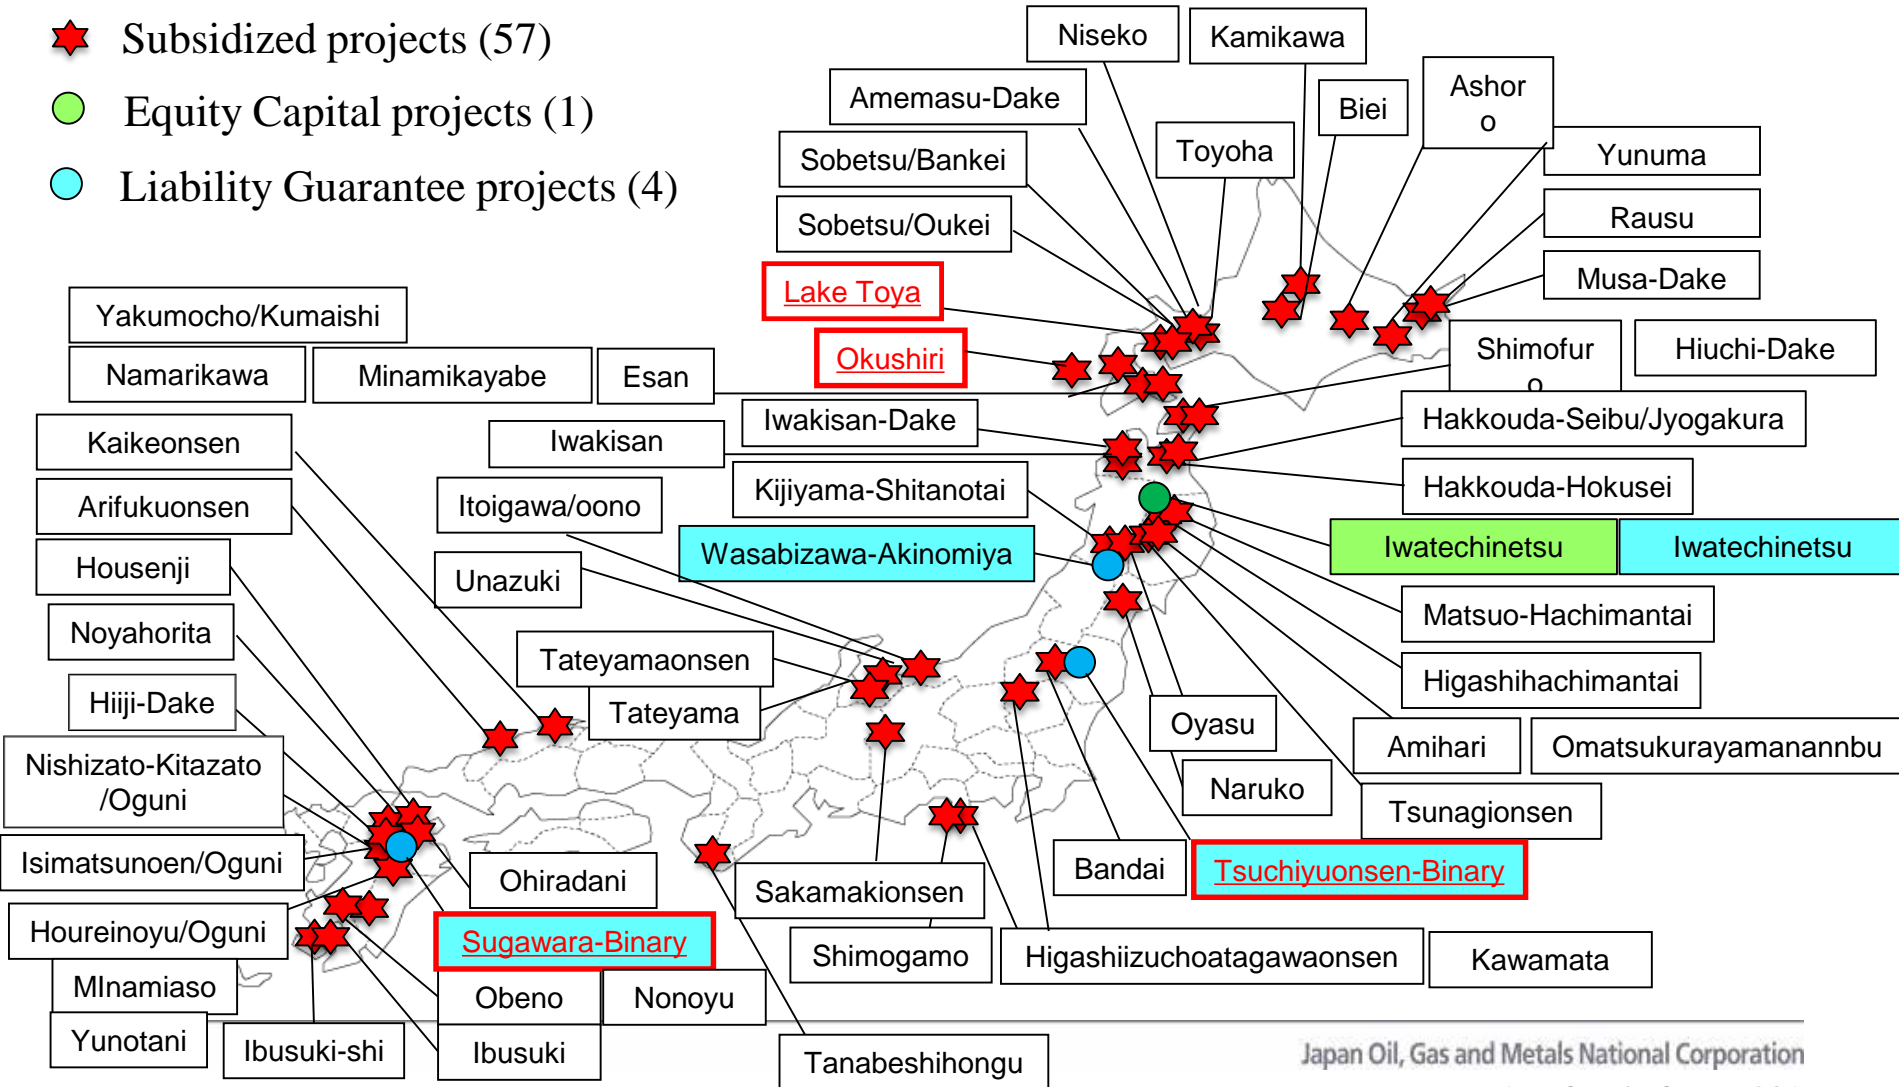 Subsidized projects (57)
Equity Capital projects (1)
Liability Guarantee projects (4)
Niseko
Kamikawa
Amemasu-Dake
Biei
Ashor
o
Sobetsu/Bankei
Toyoha
Yunuma
Sobetsu/Oukei
Rausu
Lake Toya
Musa-Dake
Yakumocho/Kumaishi
Okushiri
Shimofur
o
Hiuchi-Dake
Namarikawa
Minamikayabe
Esan
Iwakisan-Dake
Hakkouda-Seibu/Jyogakura
Kaikeonsen
Iwakisan
Kijiyama-Shitanotai
Hakkouda-Hokusei
Arifukuonsen
Itoigawa/oono
Wasabizawa-Akinomiya
Iwatechinetsu
Iwatechinetsu
Housenji
Unazuki
Matsuo-Hachimantai
Noyahorita
Tateyamaonsen
Higashihachimantai
Hiiji-Dake
Tateyama
Oyasu
Amihari
Omatsukurayamanannbu
Nishizato-Kitazato
/Oguni
Naruko
Tsunagionsen
Isimatsunoen/Oguni
Ohiradani
Sakamakionsen
Bandai
Tsuchiyuonsen-Binary
Houreinoyu/Oguni
Sugawara-Binary
Shimogamo
Higashiizuchoatagawaonsen
Kawamata
MInamiaso
Obeno
Nonoyu
Yunotani
Ibusuki-shi
Ibusuki
Tanabeshihongu
Japan Oil, Gas and Metals National Corporation